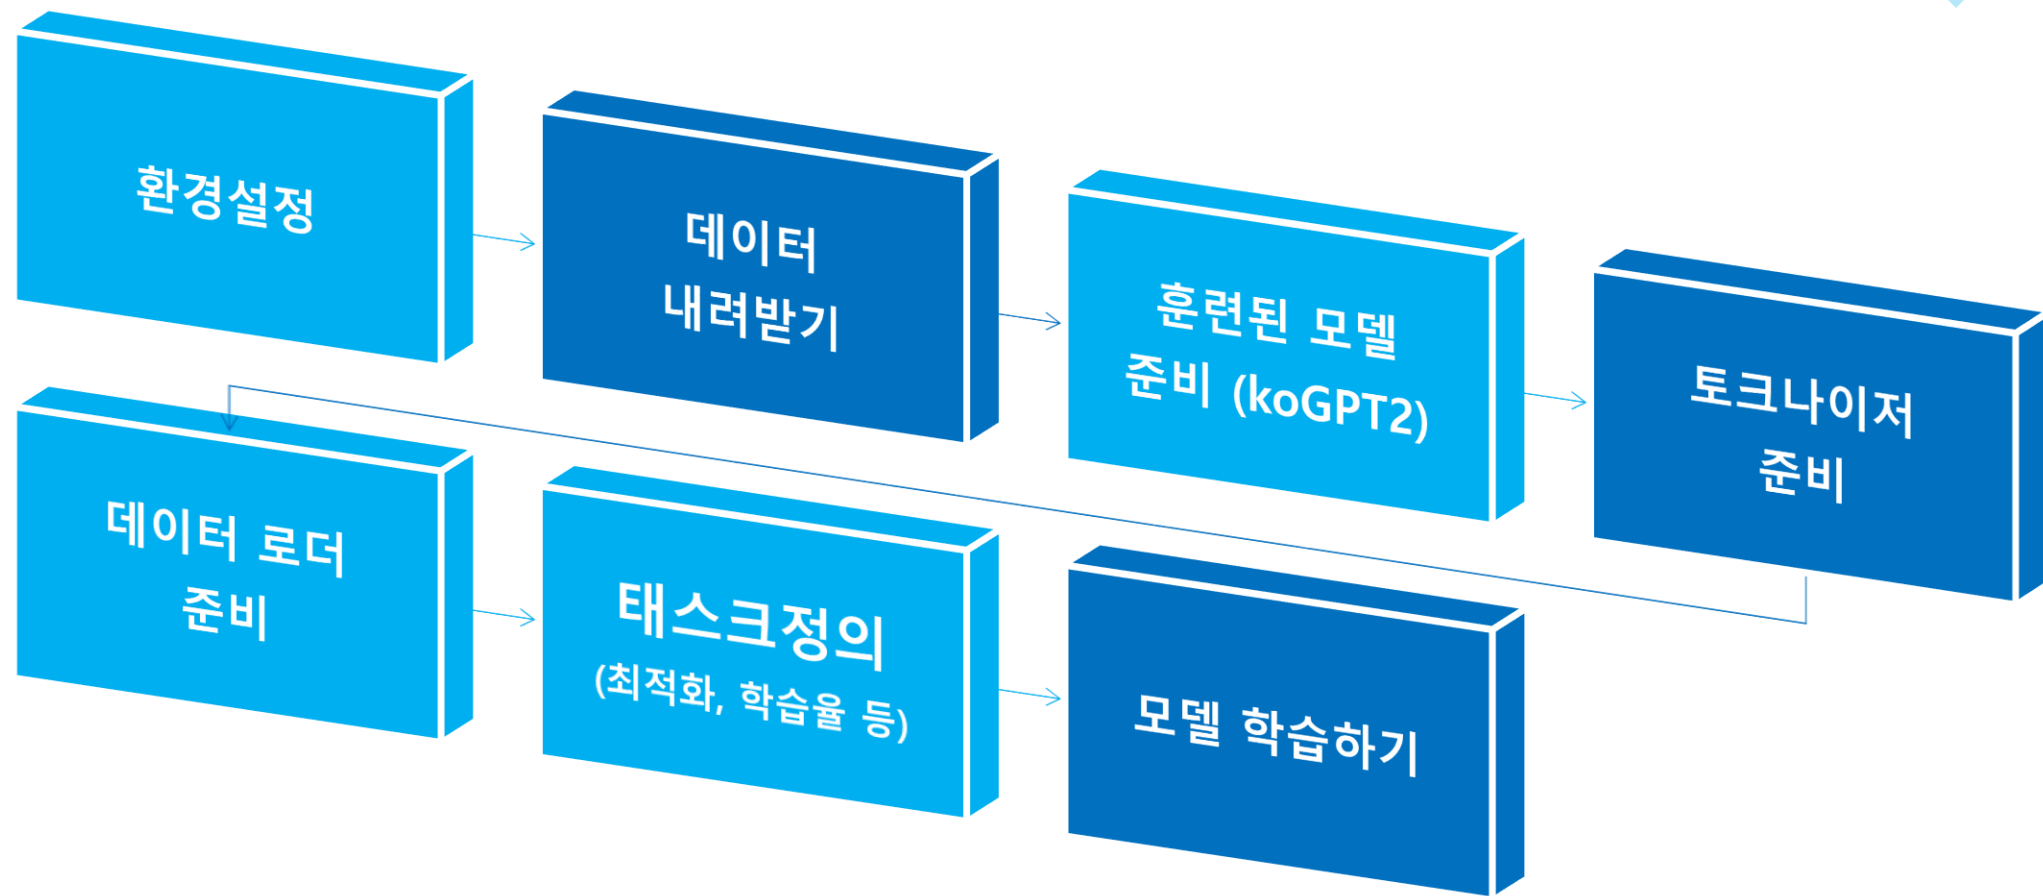 환경설정
데이터
내려받기
훈련된 모델
준비 (koGPT2)
토크나이저
준비
데이터 로더
준비
태스크정의
(최적화, 학습율 등)
모델 학습하기